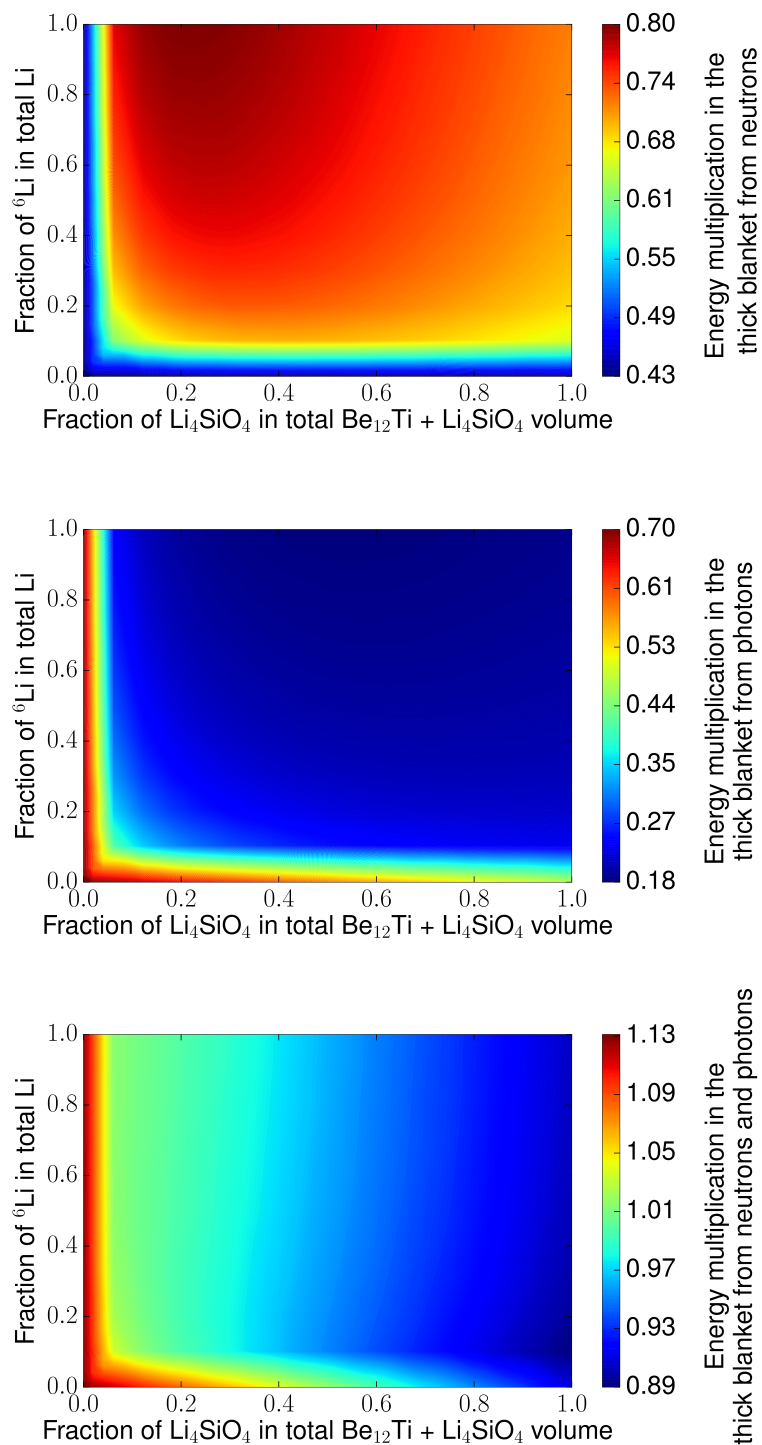 1.0
0.8
0.6
0.4
0.2
0.0
Fraction of ⁶Li in total Li
0.0 0.2 0.4 0.6 0.8 1.0
Fraction of Li₄SiO₄ in total Be₁₂Ti + Li₄SiO₄ volume
0.80
0.74
0.68
0.61
0.55
0.49
0.43
Energy multiplication in the
thick blanket from neutrons
1.0
0.8
0.6
0.4
0.2
0.0
Fraction of ⁶Li in total Li
0.0 0.2 0.4 0.6 0.8 1.0
Fraction of Li₄SiO₄ in total Be₁₂Ti + Li₄SiO₄ volume
0.70
0.61
0.53
0.44
0.35
0.27
0.18
Energy multiplication in the
thick blanket from photons
1.0
0.8
0.6
0.4
0.2
0.0
Fraction of ⁶Li in total Li
0.0 0.2 0.4 0.6 0.8 1.0
Fraction of Li₄SiO₄ in total Be₁₂Ti + Li₄SiO₄ volume
1.13
1.09
1.05
1.01
0.97
0.93
0.89
Energy multiplication in the
thick blanket from neutrons and photons